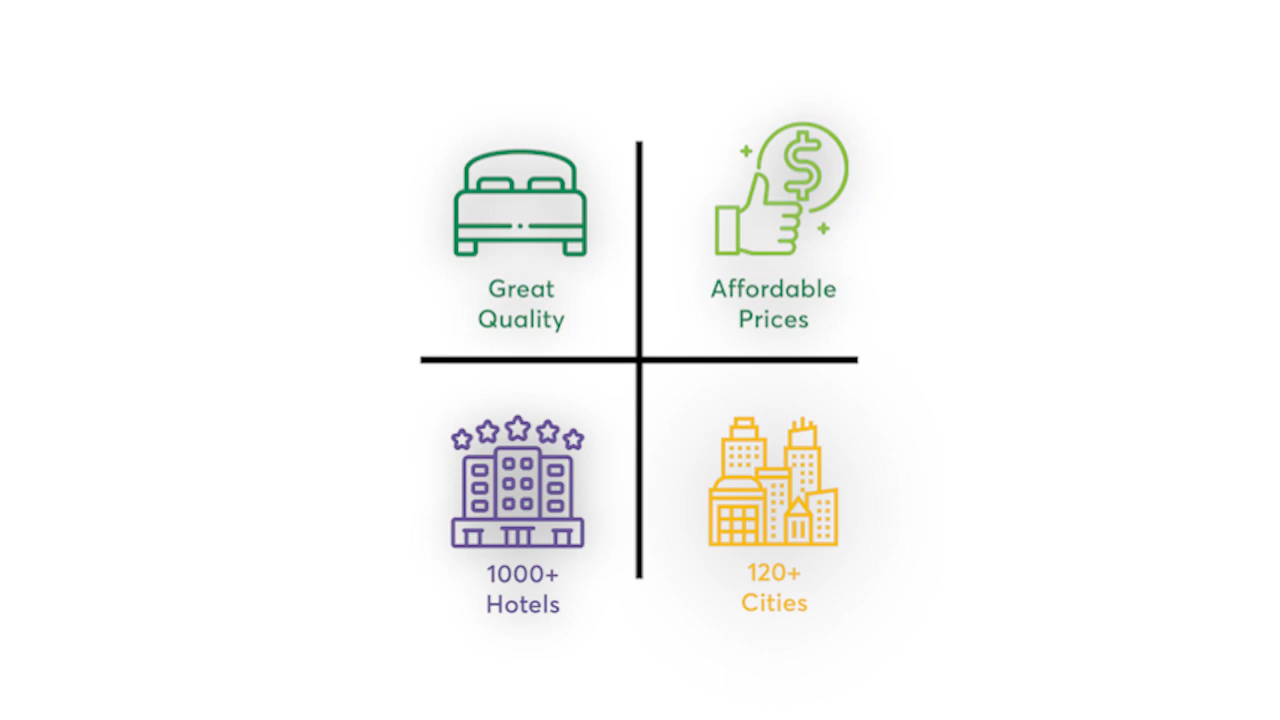 Great
Quality
Affordable
Prices
1000+
Hotels
120+
Cities